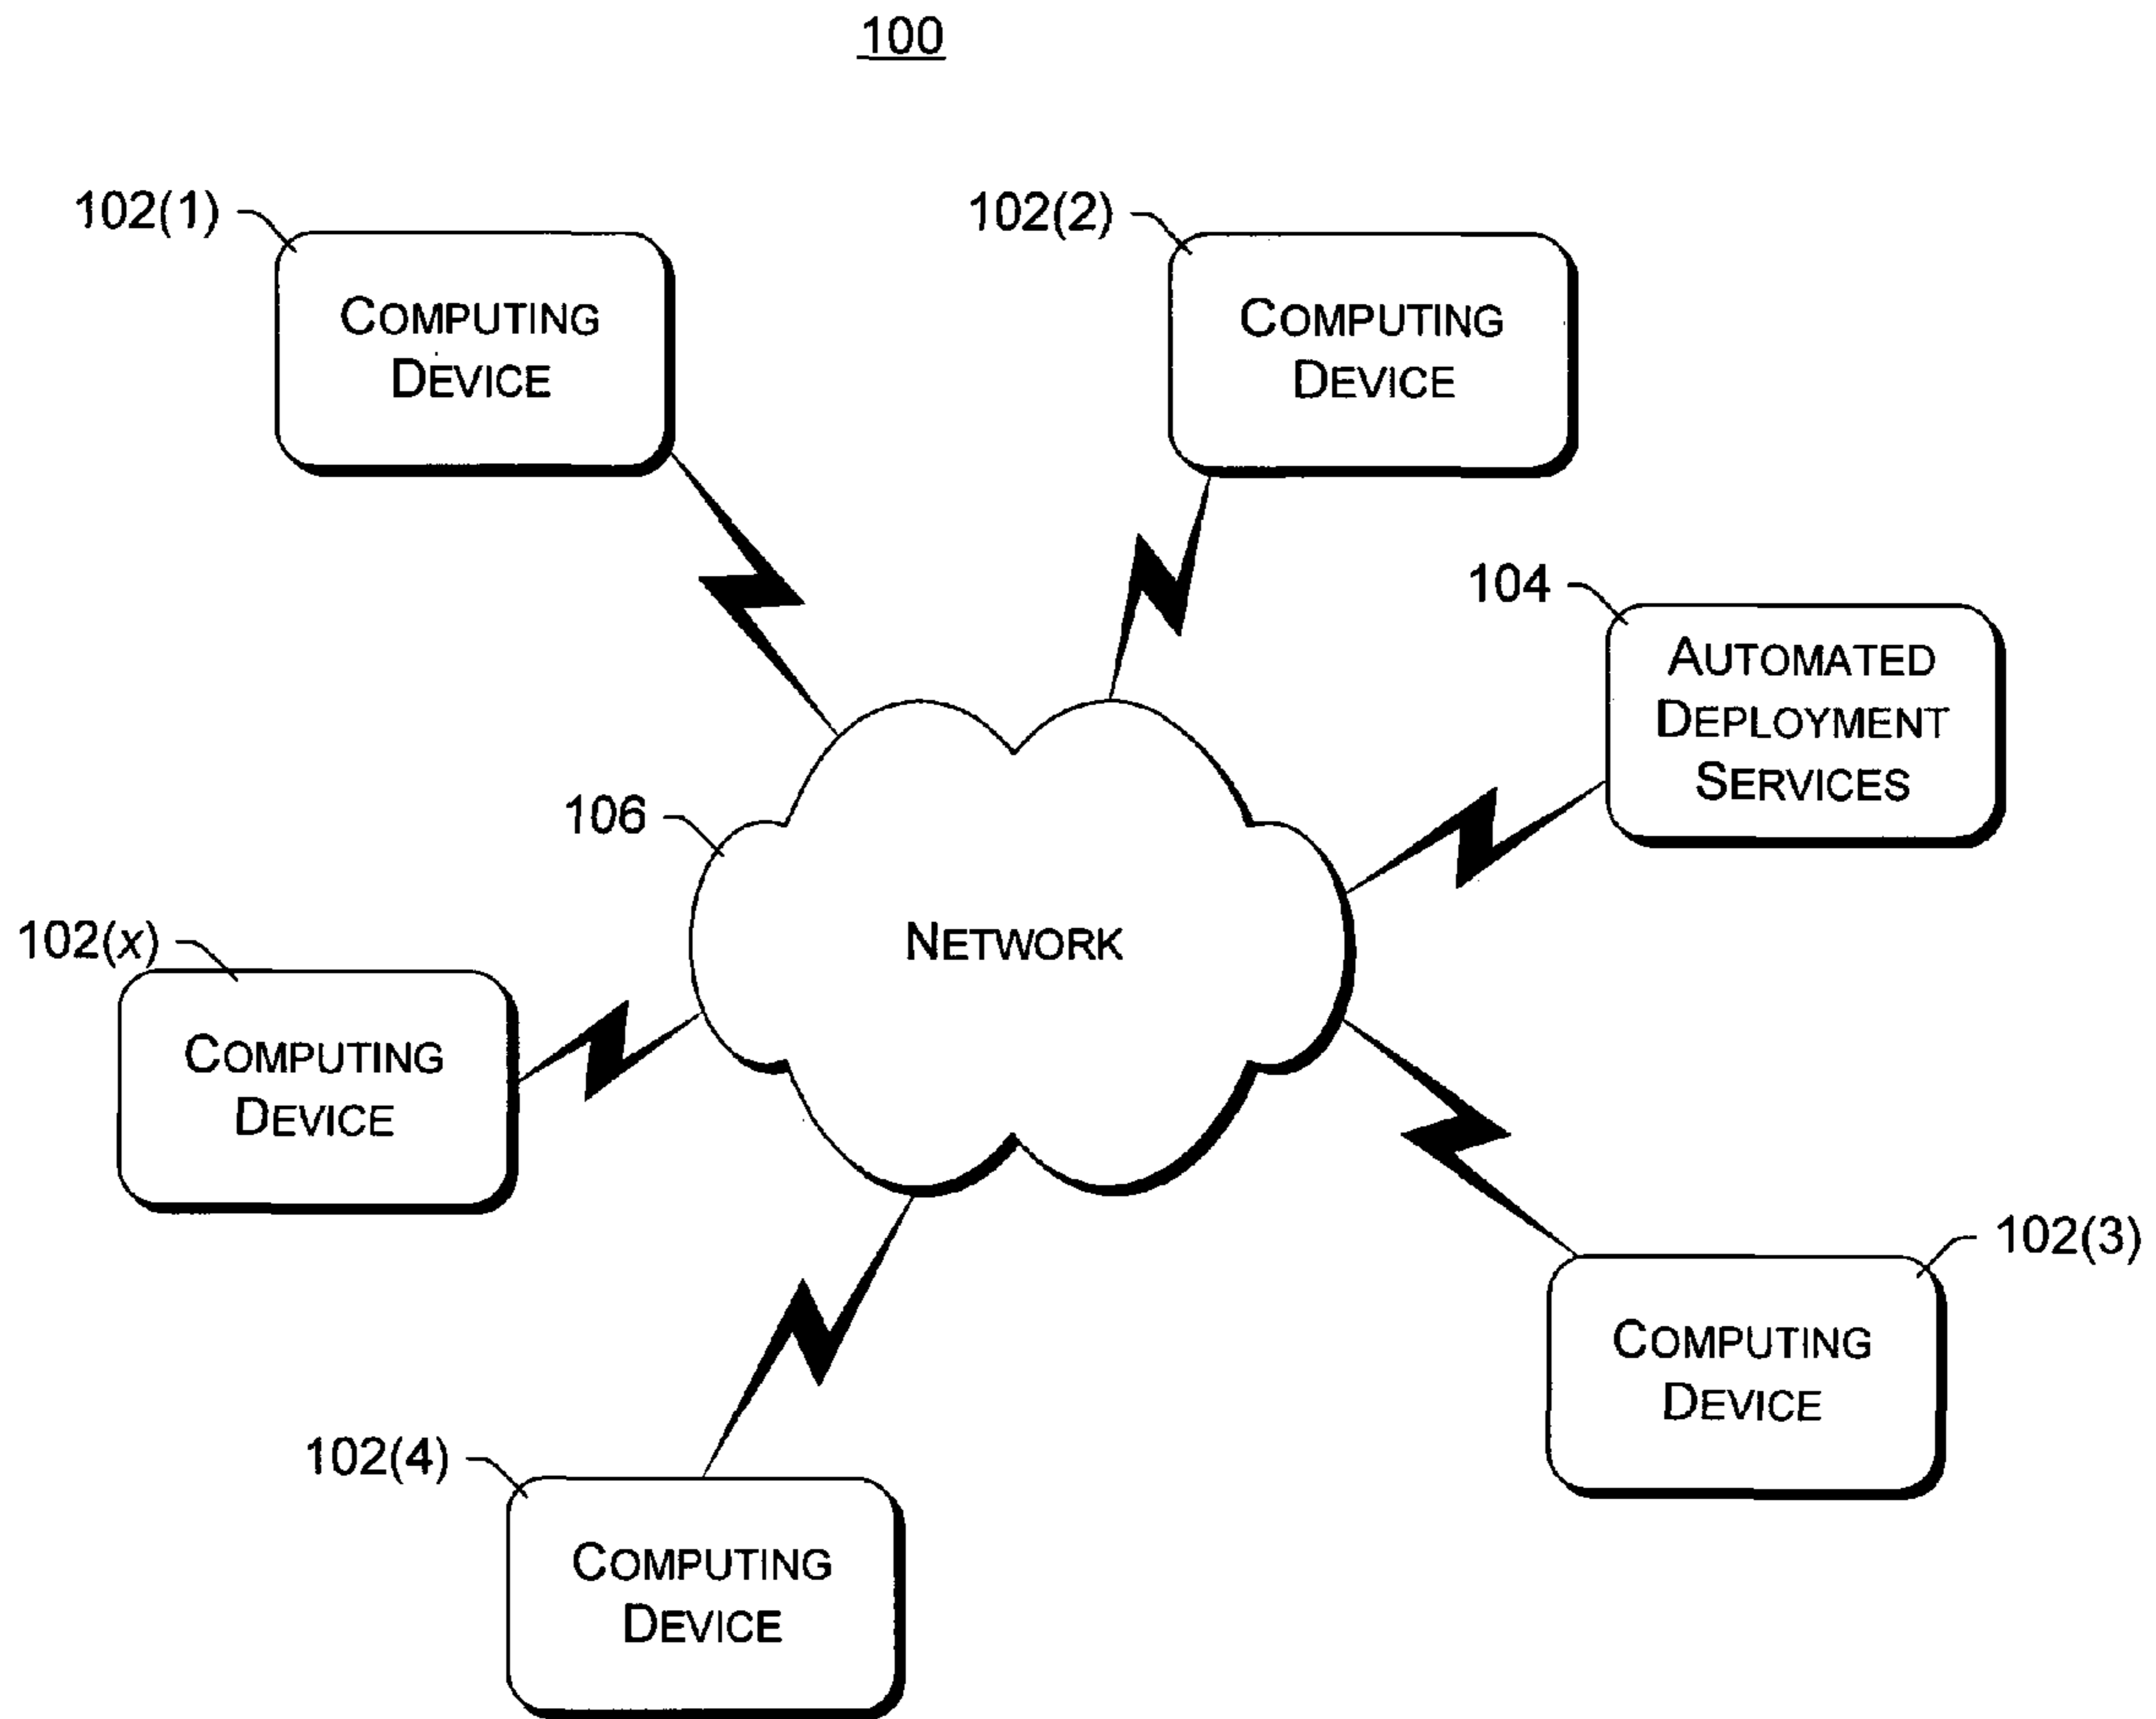 100
102(1)
COMPUTING
DEVICE
102(2)
COMPUTING
DEVICE
104
AUTOMATED
DEPLOYMENT
SERVICES
106
NETWORK
102(x)
COMPUTING
DEVICE
102(3)
COMPUTING
DEVICE
102(4)
COMPUTING
DEVICE